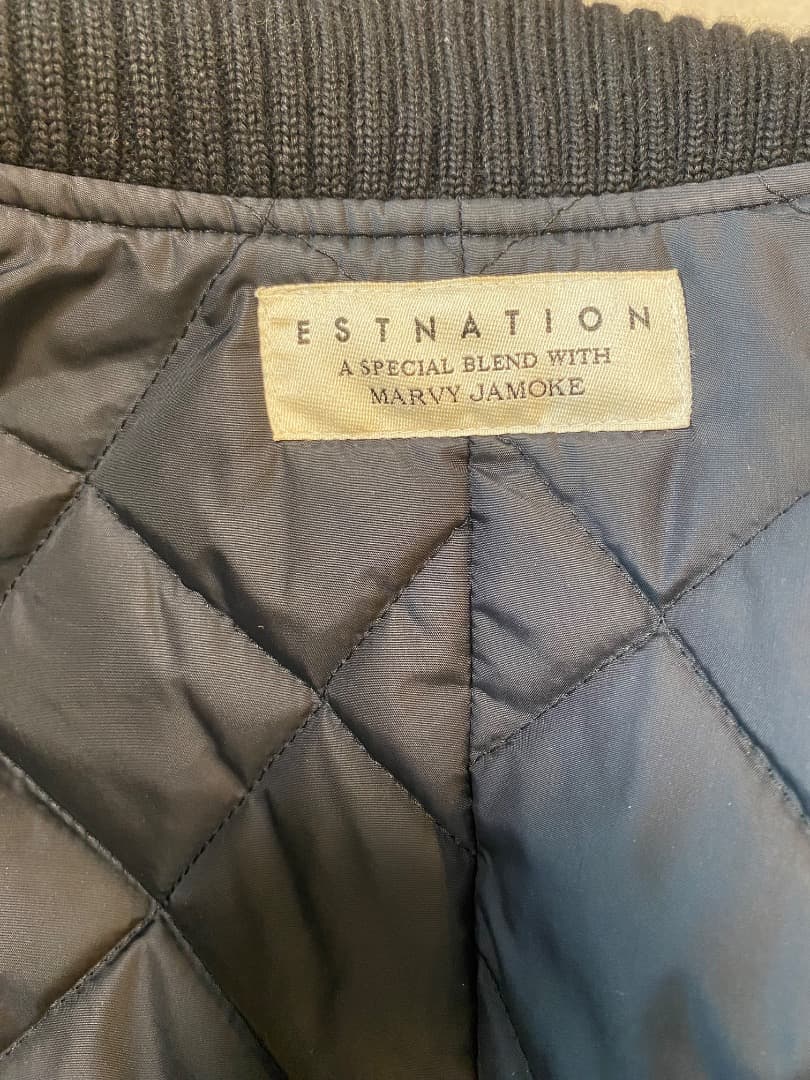 ESTNATION
A SPECIAL BLEND WITH
MARVY JAMOKE